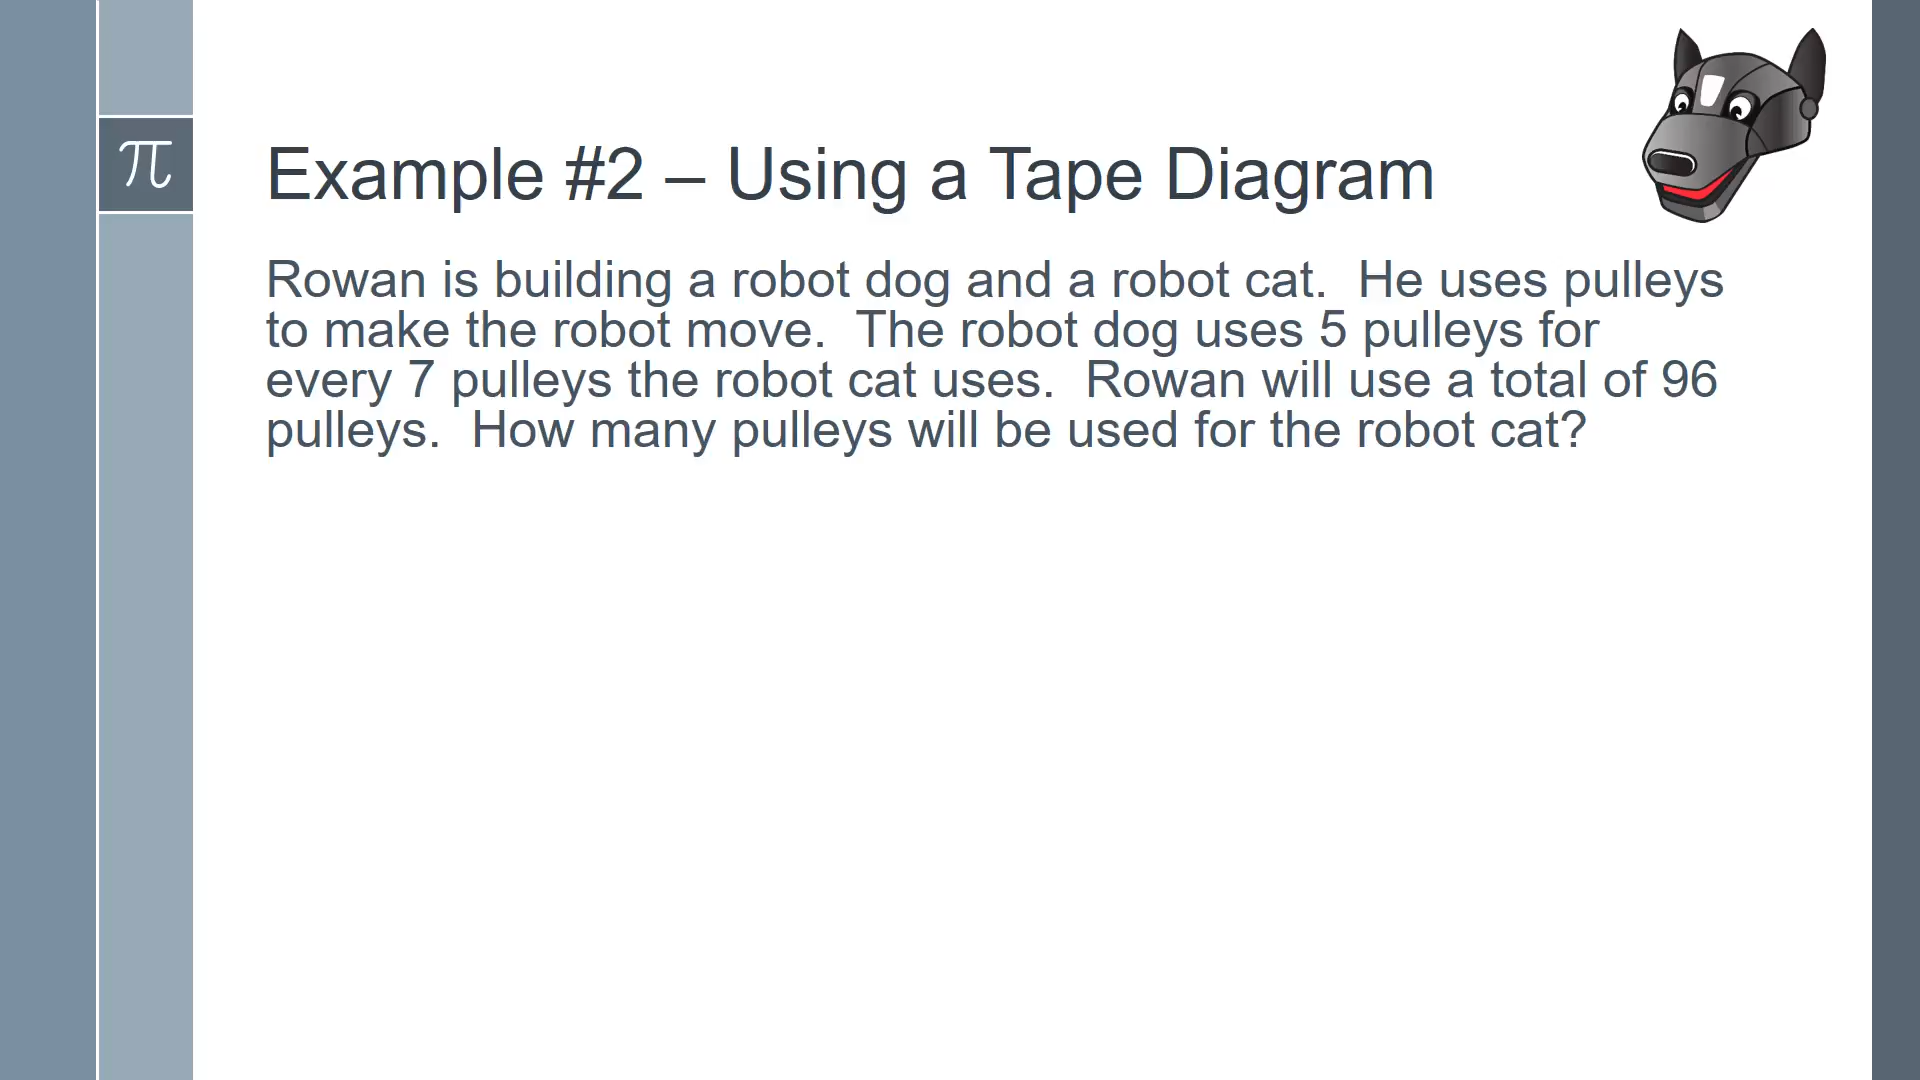 π
Example #2 – Using a Tape Diagram
Rowan is building a robot dog and a robot cat.  He uses pulleys
to make the robot move.  The robot dog uses 5 pulleys for
every 7 pulleys the robot cat uses.  Rowan will use a total of 96
pulleys.  How many pulleys will be used for the robot cat?